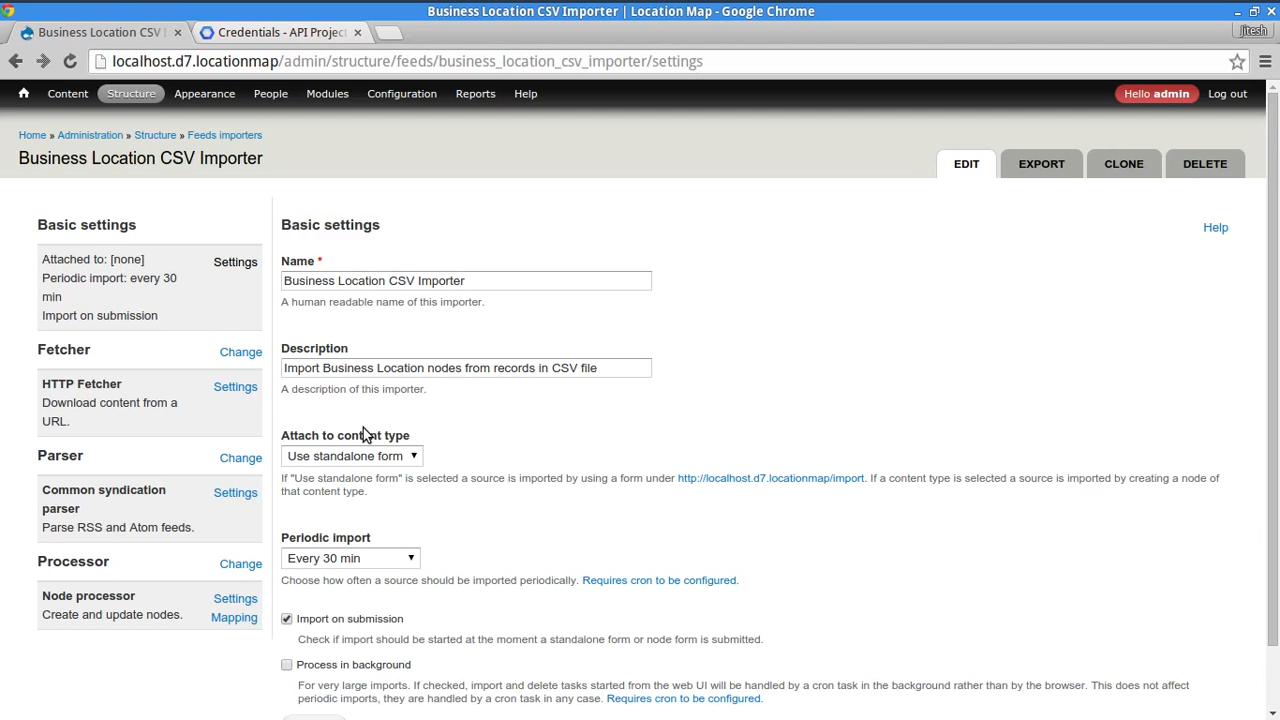 Business Location CSV Importer | Location Map - Google Chrome
Business Location CSV
Credentials - API Project
jitesh
localhost.d7.locationmap/admin/structure/feeds/business_location_csv_importer/settings
Content Structure Appearance People Modules Configuration Reports Help Hello admin Log out
Home » Administration » Structure » Feeds importers
Business Location CSV Importer
EDIT EXPORT CLONE DELETE
Basic settings
Attached to: [none] Settings
Periodic import: every 30
min
Import on submission
Fetcher Change
HTTP Fetcher Settings
Download content from a
URL.
Parser Change
Common syndication Settings
parser
Parse RSS and Atom feeds.
Processor Change
Node processor Settings
Create and update nodes. Mapping
Basic settings Help
Name *
Business Location CSV Importer
A human readable name of this importer.
Description
Import Business Location nodes from records in CSV file
A description of this importer.
Attach to content type
Use standalone form
If "Use standalone form" is selected a source is imported by using a form under http://localhost.d7.locationmap/import. If a content type is selected a source is imported by creating a node
of that content type.
Periodic import
Every 30 min
Choose how often a source should be imported periodically. Requires cron to be configured.
Import on submission
Check if import should be started at the moment a standalone form or node form is submitted.
Process in background
For very large imports. If checked, import and delete tasks started from the web UI will be handled by a cron task in the background rather than by the browser. This does not affect
periodic imports, they are handled by a cron task in any case. Requires cron to be configured.